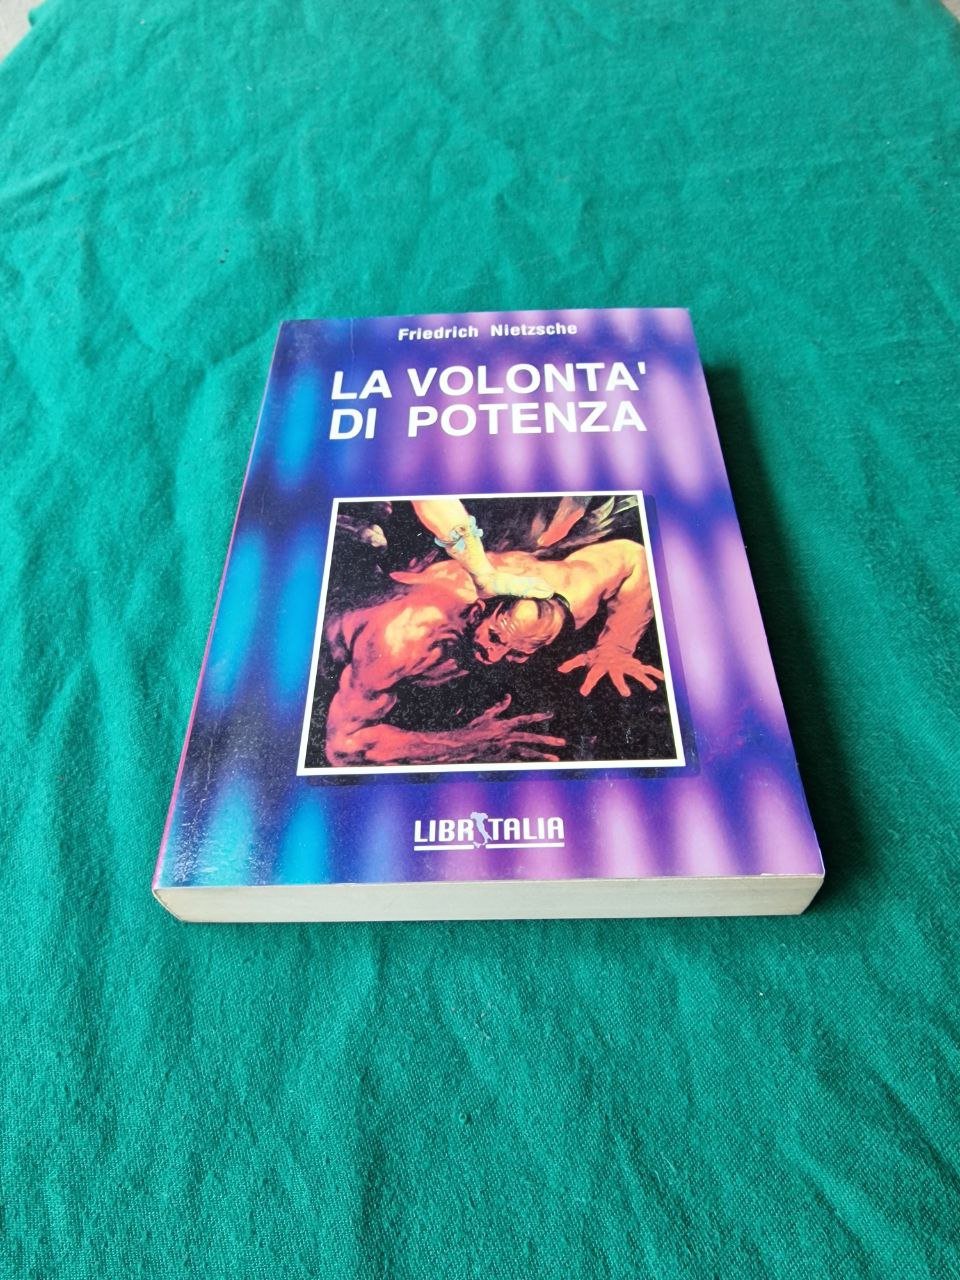 Friedrich Nietzsche
LA VOLONTA'
DI POTENZA
LIBRITALIA